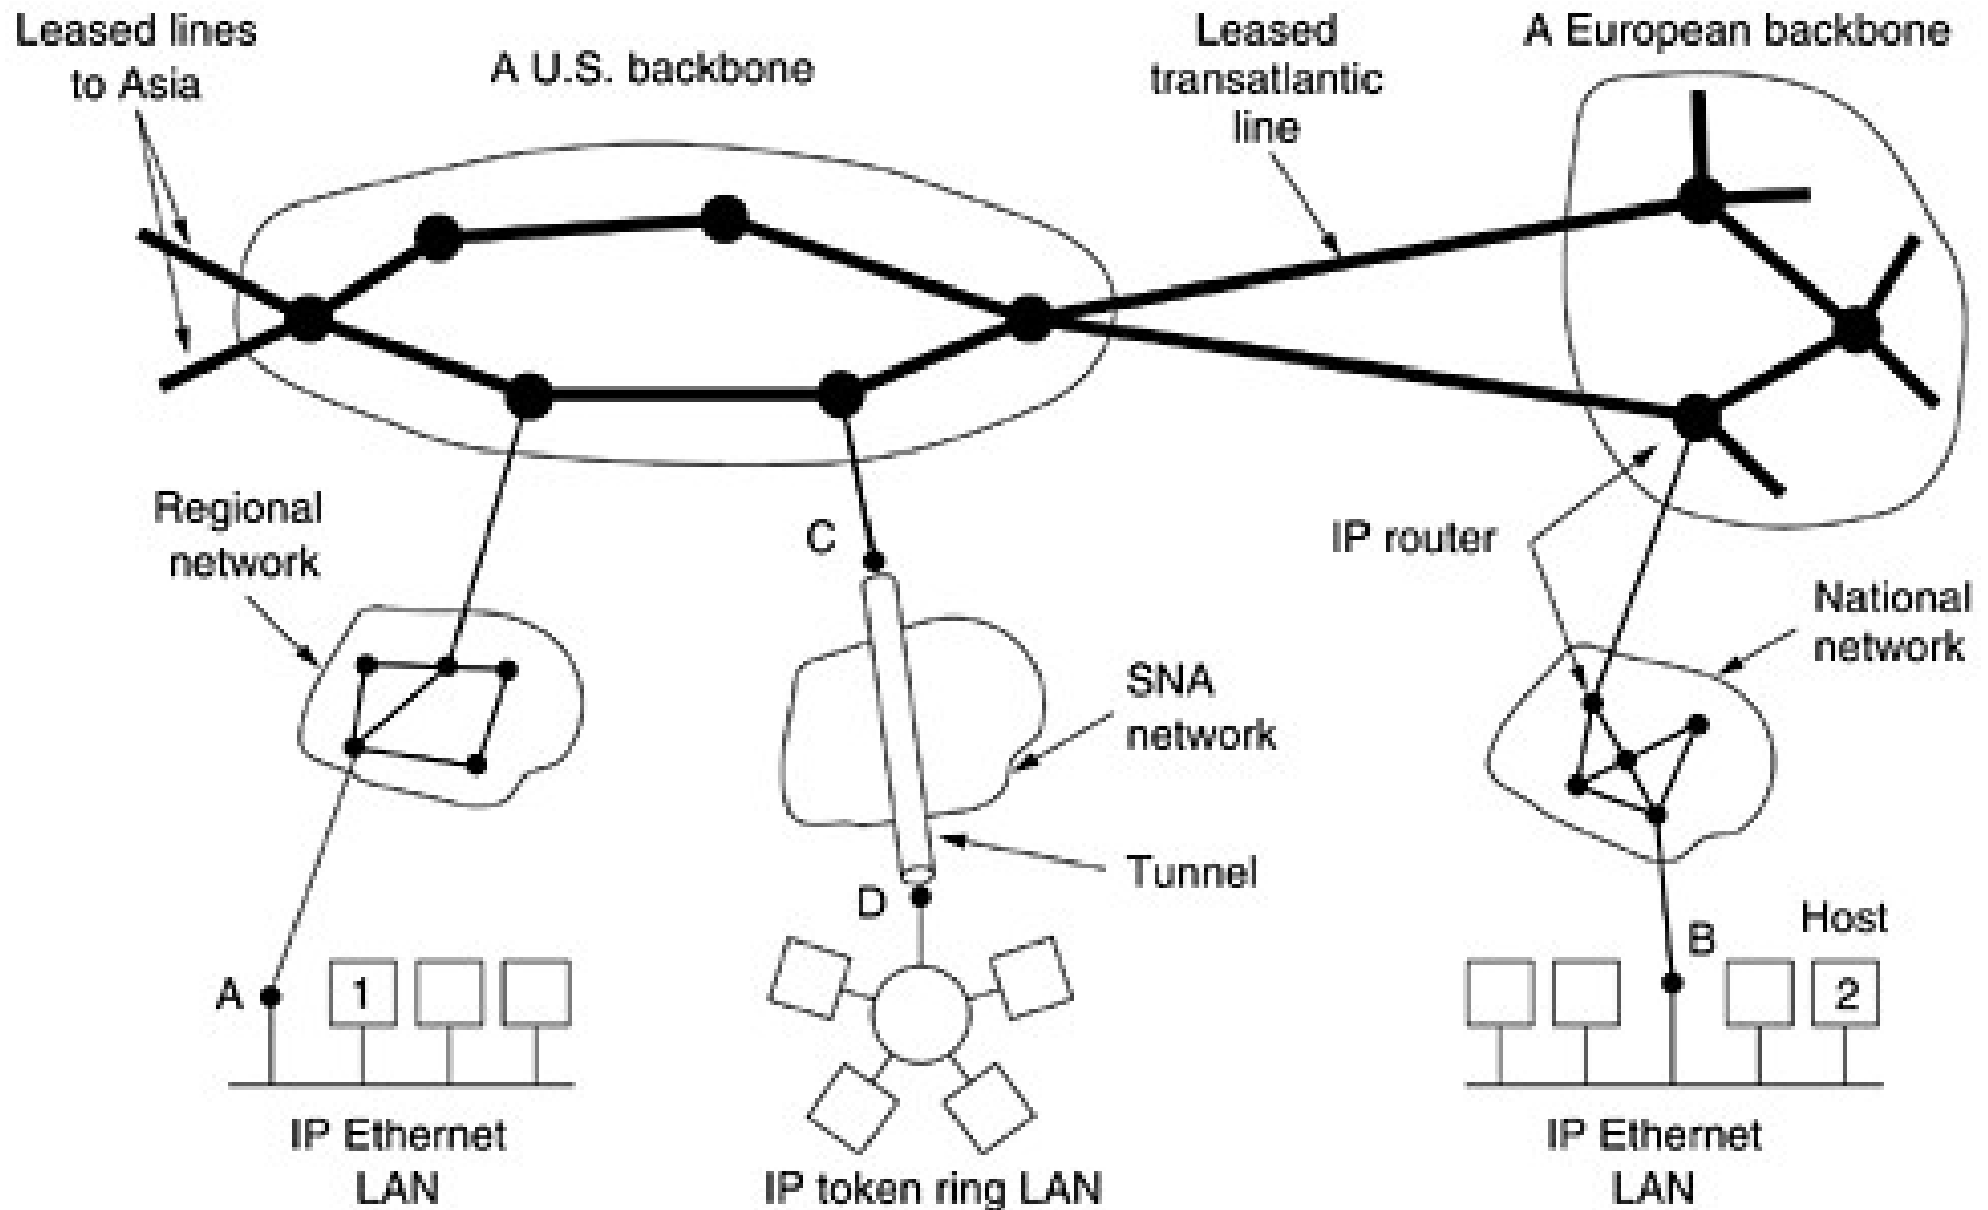 Leased lines
to Asia
A U.S. backbone
Leased
transatlantic
line
A European backbone
Regional
network
C
IP router
National
network
SNA
network
Tunnel
D
A
1
B
Host
2
IP Ethernet
LAN
IP token ring LAN
IP Ethernet
LAN